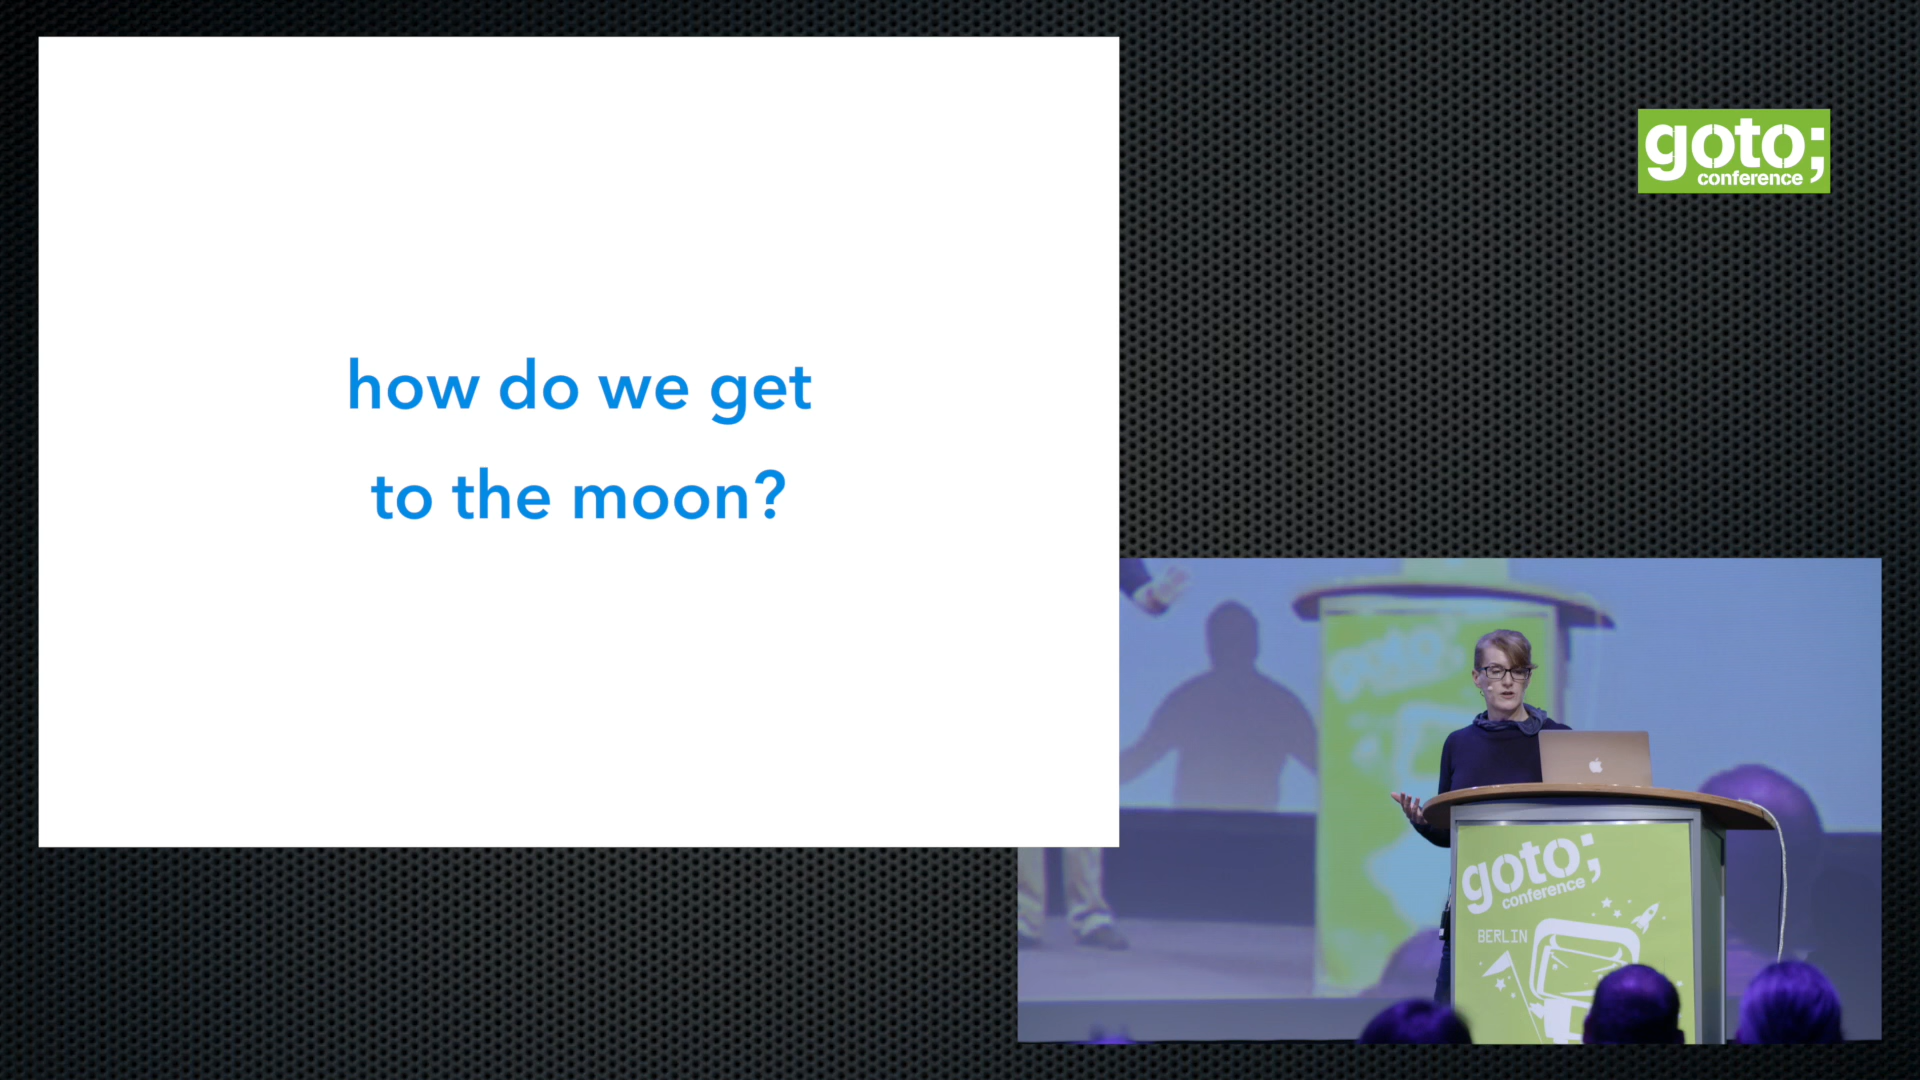 how do we get
to the moon?
goto;
conference
goto;
conference
BERLIN